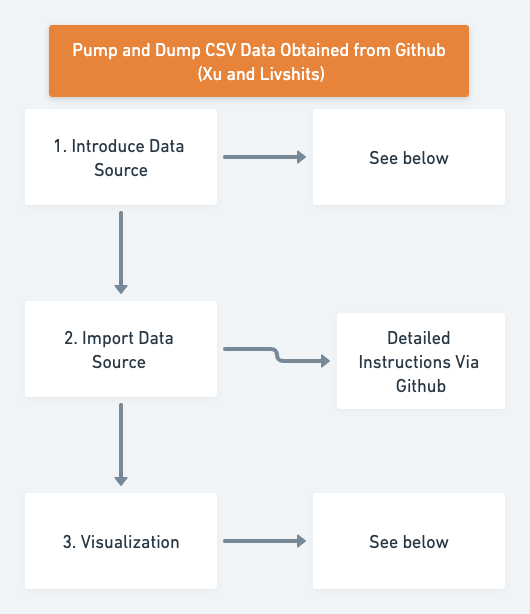 Pump and Dump CSV Data Obtained from Github
(Xu and Livshits)
1. Introduce Data
Source
See below
2. Import Data
Source
Detailed
Instructions Via
Github
3. Visualization
See below